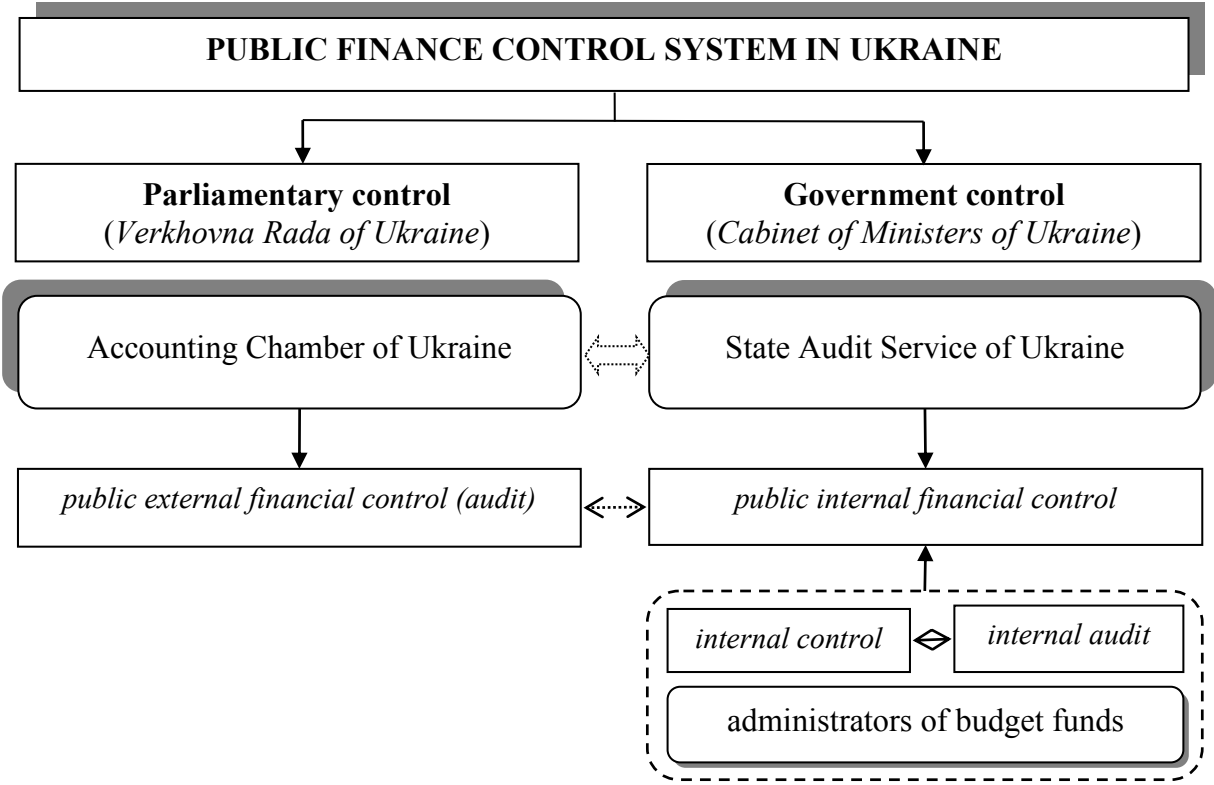 PUBLIC FINANCE CONTROL SYSTEM IN UKRAINE
Parliamentary control
(Verkhovna Rada of Ukraine)
Government control
(Cabinet of Ministers of Ukraine)
Accounting Chamber of Ukraine
State Audit Service of Ukraine
public external financial control (audit)
public internal financial control
internal control
internal audit
administrators of budget funds